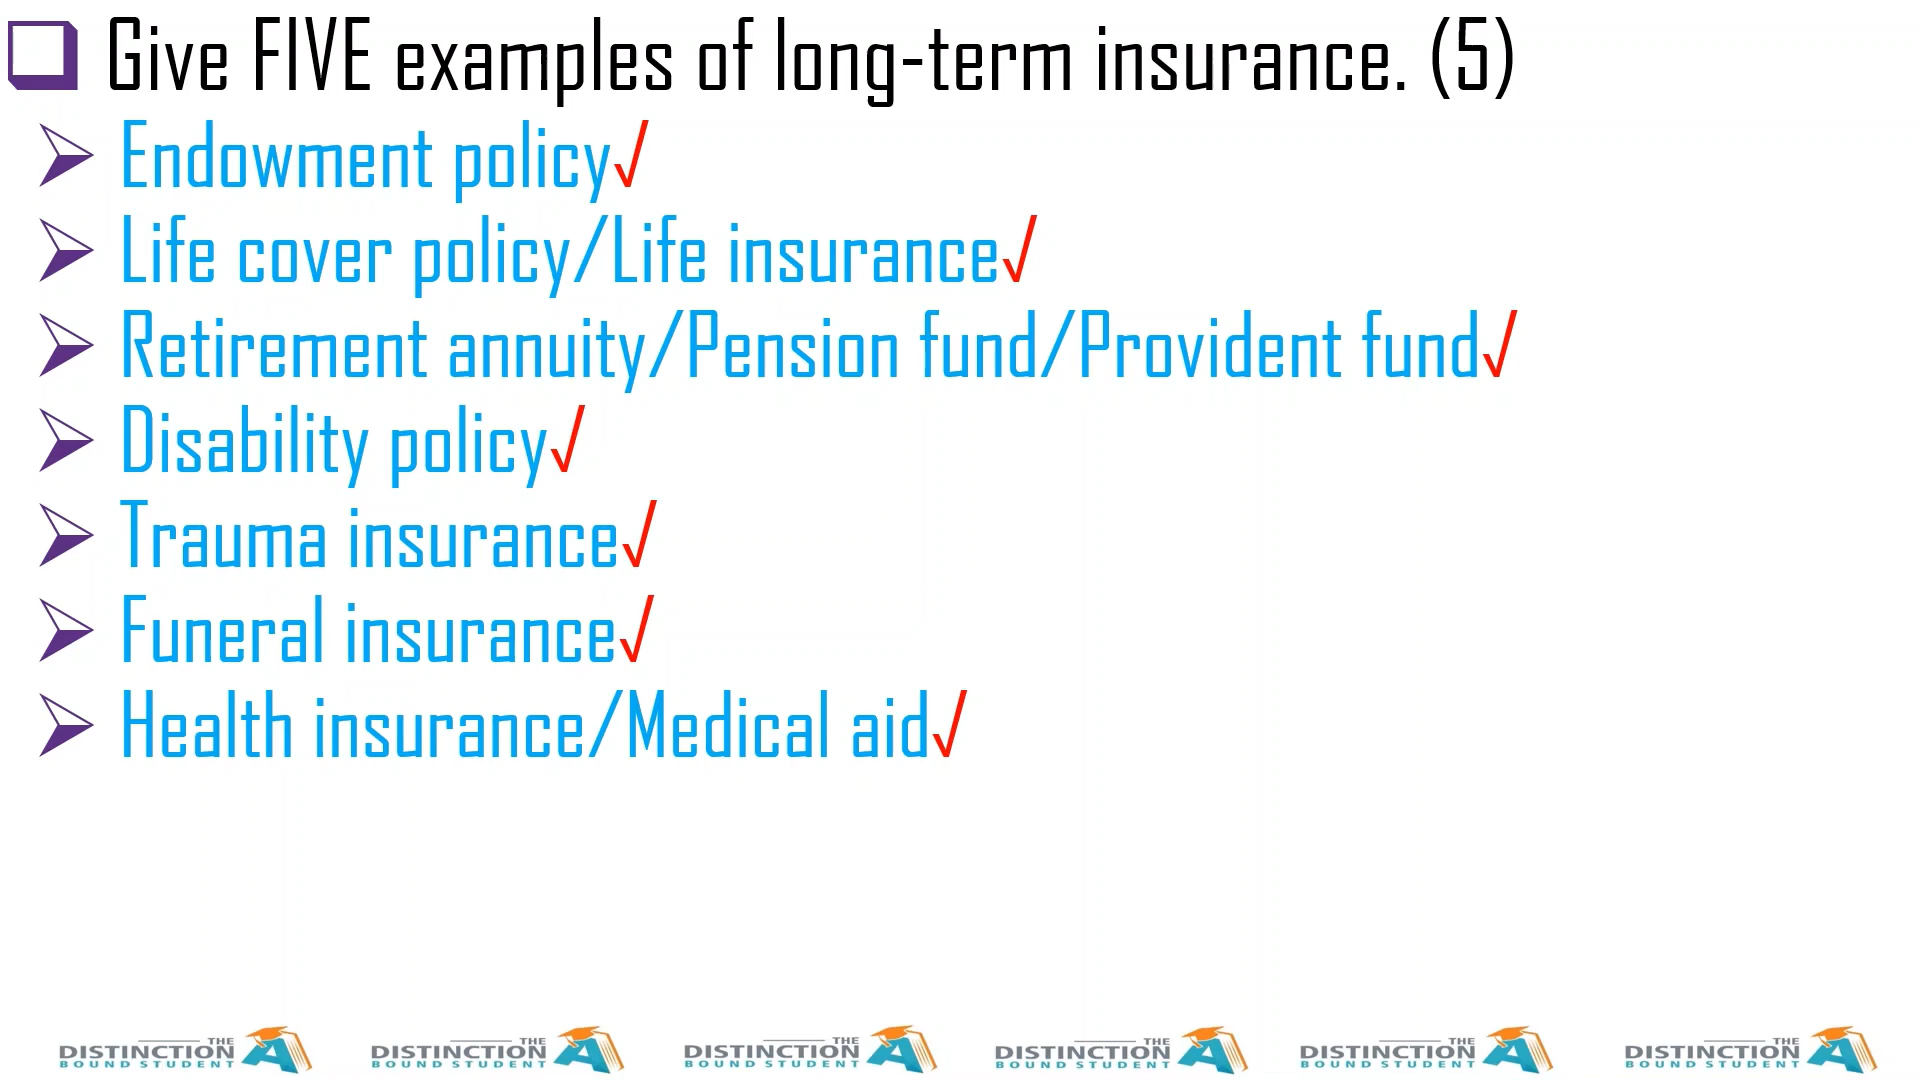 Give FIVE examples of long-term insurance. (5)
Endowment policy√
Life cover policy/Life insurance√
Retirement annuity/Pension fund/Provident fund√
Disability policy√
Trauma insurance√
Funeral insurance√
Health insurance/Medical aid√
THE DISTINCTION BOUND STUDENT
THE DISTINCTION BOUND STUDENT
THE DISTINCTION BOUND STUDENT
THE DISTINCTION BOUND STUDENT
THE DISTINCTION BOUND STUDENT
THE DISTINCTION BOUND STUDENT